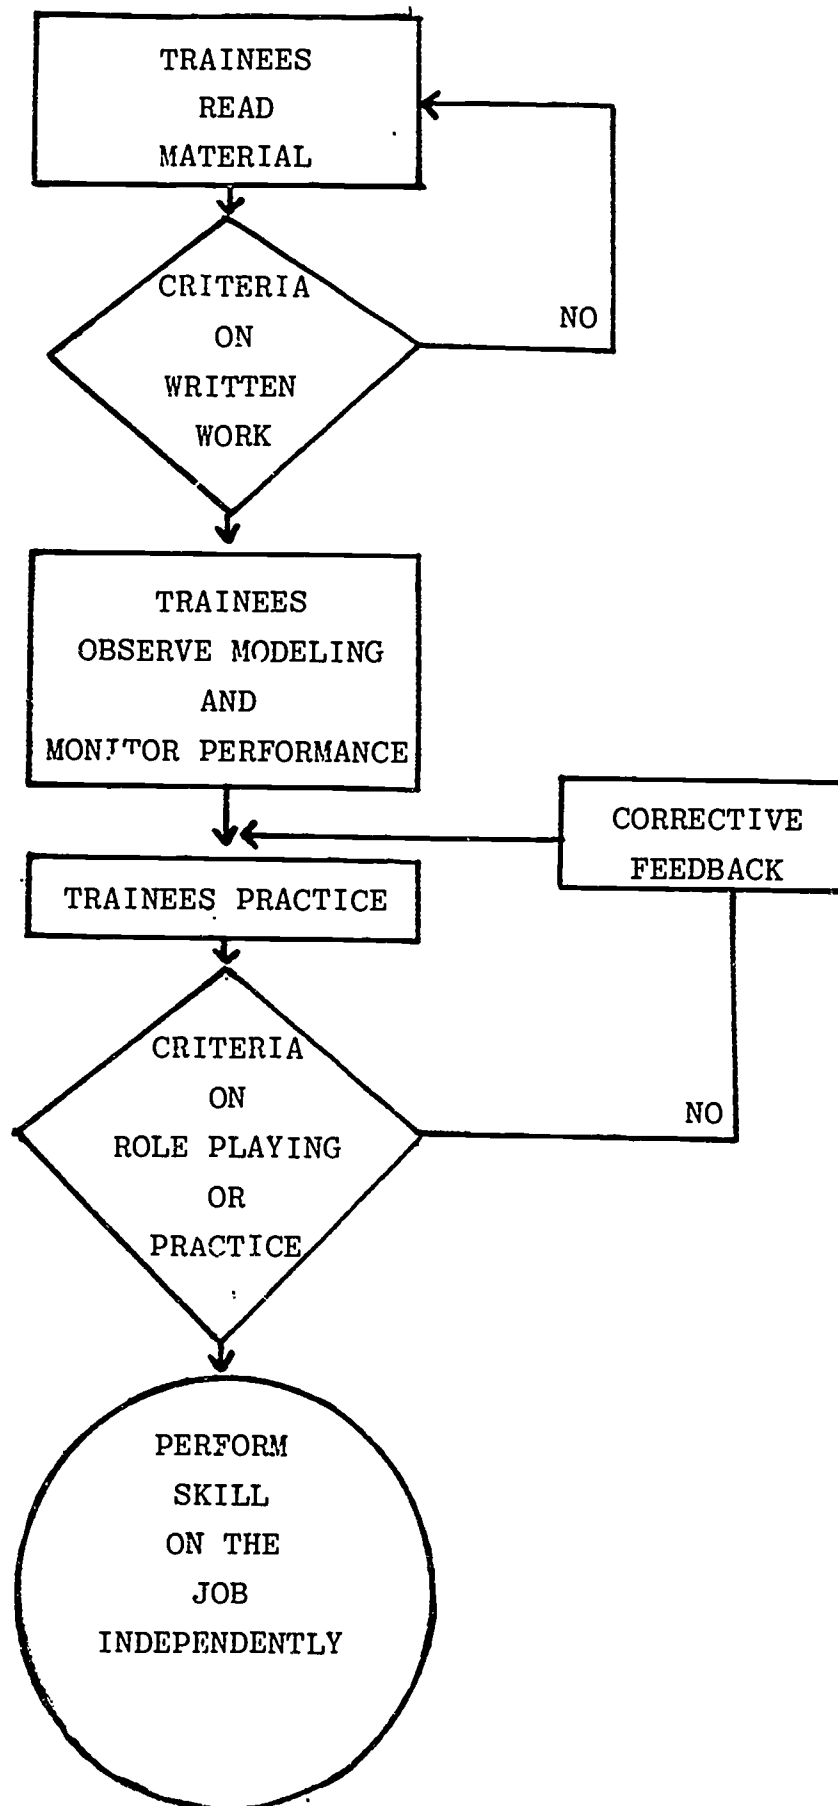 TRAINEES
READ
MATERIAL
CRITERIA
ON
WRITTEN
WORK
NO
TRAINEES
OBSERVE MODELING
AND
MONITOR PERFORMANCE
CORRECTIVE
FEEDBACK
TRAINEES PRACTICE
CRITERIA
ON
ROLE PLAYING
OR
PRACTICE
NO
PERFORM
SKILL
ON THE
JOB
INDEPENDENTLY